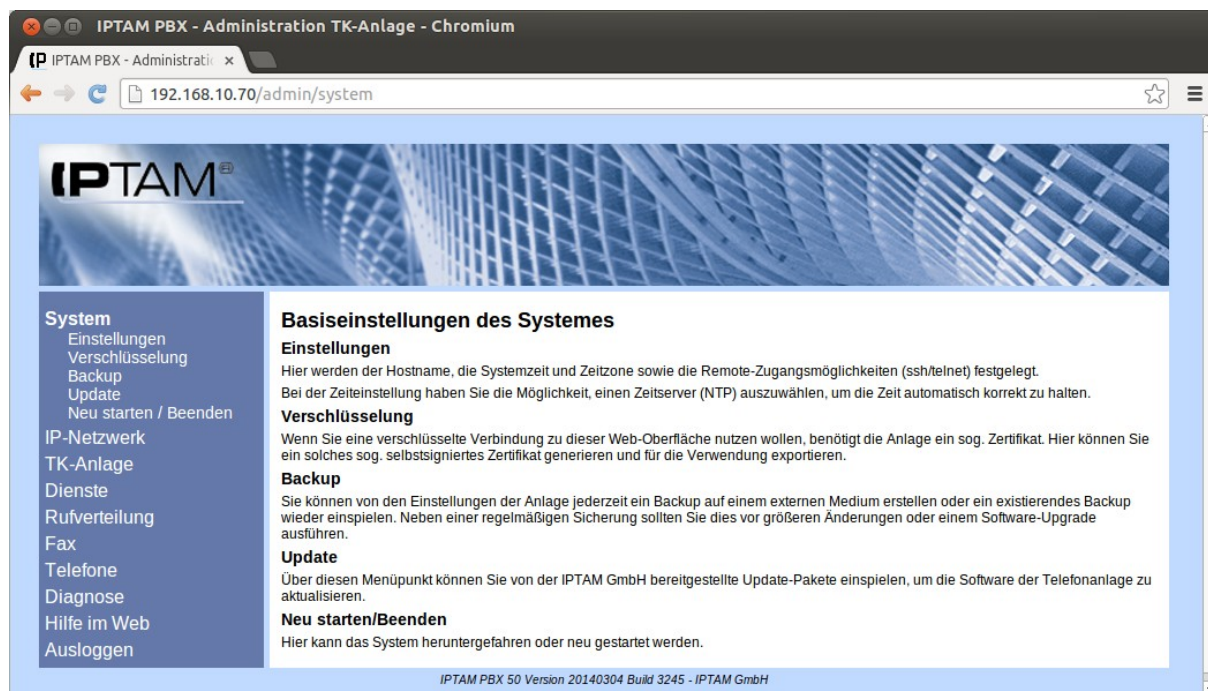 IPTAM PBX - Administration TK-Anlage - Chromium
IPTAM PBX - Administratic
192.168.10.70/admin/system
IPTAM®
System
Einstellungen
Verschlüsselung
Backup
Update
Neu starten / Beenden
IP-Netzwerk
TK-Anlage
Dienste
Rufverteilung
Fax
Telefone
Diagnose
Hilfe im Web
Ausloggen
Basiseinstellungen des Systemes
Einstellungen
Hier werden der Hostname, die Systemzeit und Zeitzone sowie die Remote-Zugangsmöglichkeiten (ssh/telnet) festgelegt.
Bei der Zeiteinstellung haben Sie die Möglichkeit, einen Zeitserver (NTP) auszuwählen, um die Zeit automatisch korrekt zu halten.
Verschlüsselung
Wenn Sie eine verschlüsselte Verbindung zu dieser Web-Oberfläche nutzen wollen, benötigt die Anlage ein sog. Zertifikat. Hier können Sie
ein solches sog. selbstsigniertes Zertifikat generieren und für die Verwendung exportieren.
Backup
Sie können von den Einstellungen der Anlage jederzeit ein Backup auf einem externen Medium erstellen oder ein existierendes Backup
wieder einspielen. Neben einer regelmäßigen Sicherung sollten Sie dies vor größeren Änderungen oder einem Software-Upgrade
ausführen.
Update
Über diesen Menüpunkt können Sie von der IPTAM GmbH bereitgestellte Update-Pakete einspielen, um die Software der Telefonanlage zu
aktualisieren.
Neu starten/Beenden
Hier kann das System heruntergefahren oder neu gestartet werden.
IPTAM PBX 50 Version 20140304 Build 3245 - IPTAM GmbH